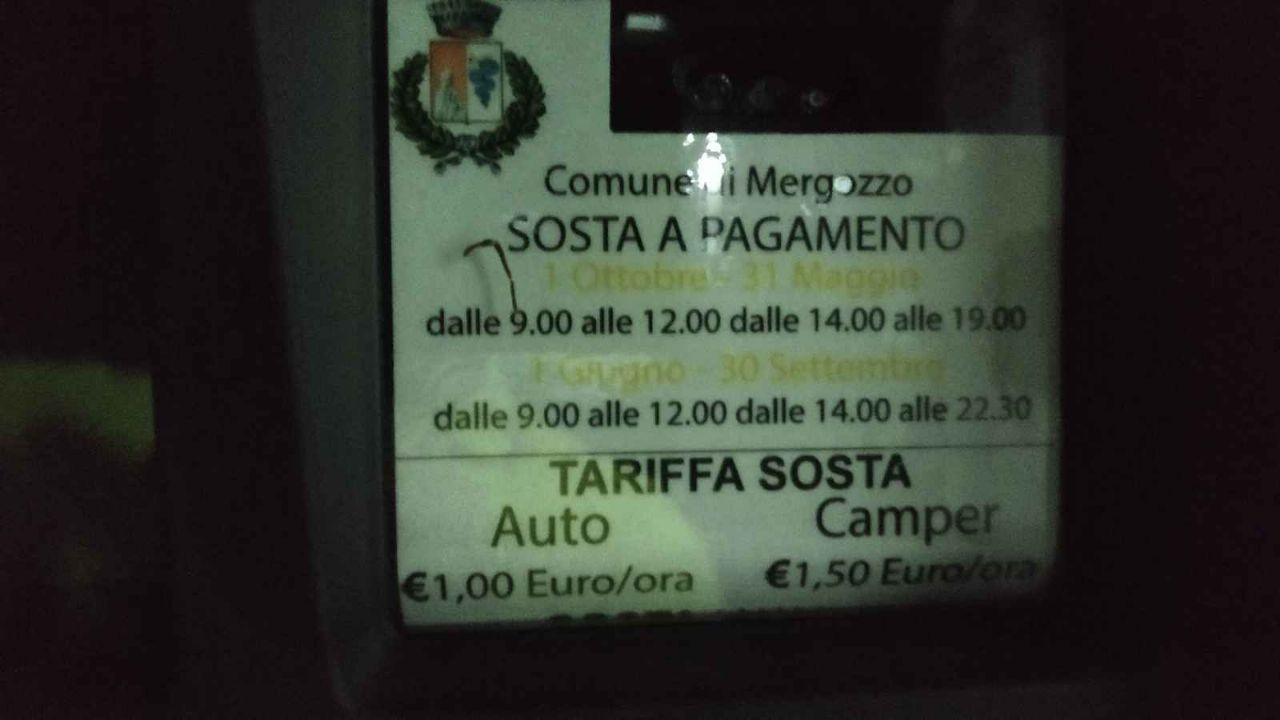 Comune di Mergozzo
SOSTA A PAGAMENTO
1 Ottobre - 31 Maggio
dalle 9.00 alle 12.00 dalle 14.00 alle 19.00
1 Giugno - 30 Settembre
dalle 9.00 alle 12.00 dalle 14.00 alle 22.30
TARIFFA SOSTA
Auto Camper
€1,00 Euro/ora €1,50 Euro/ora